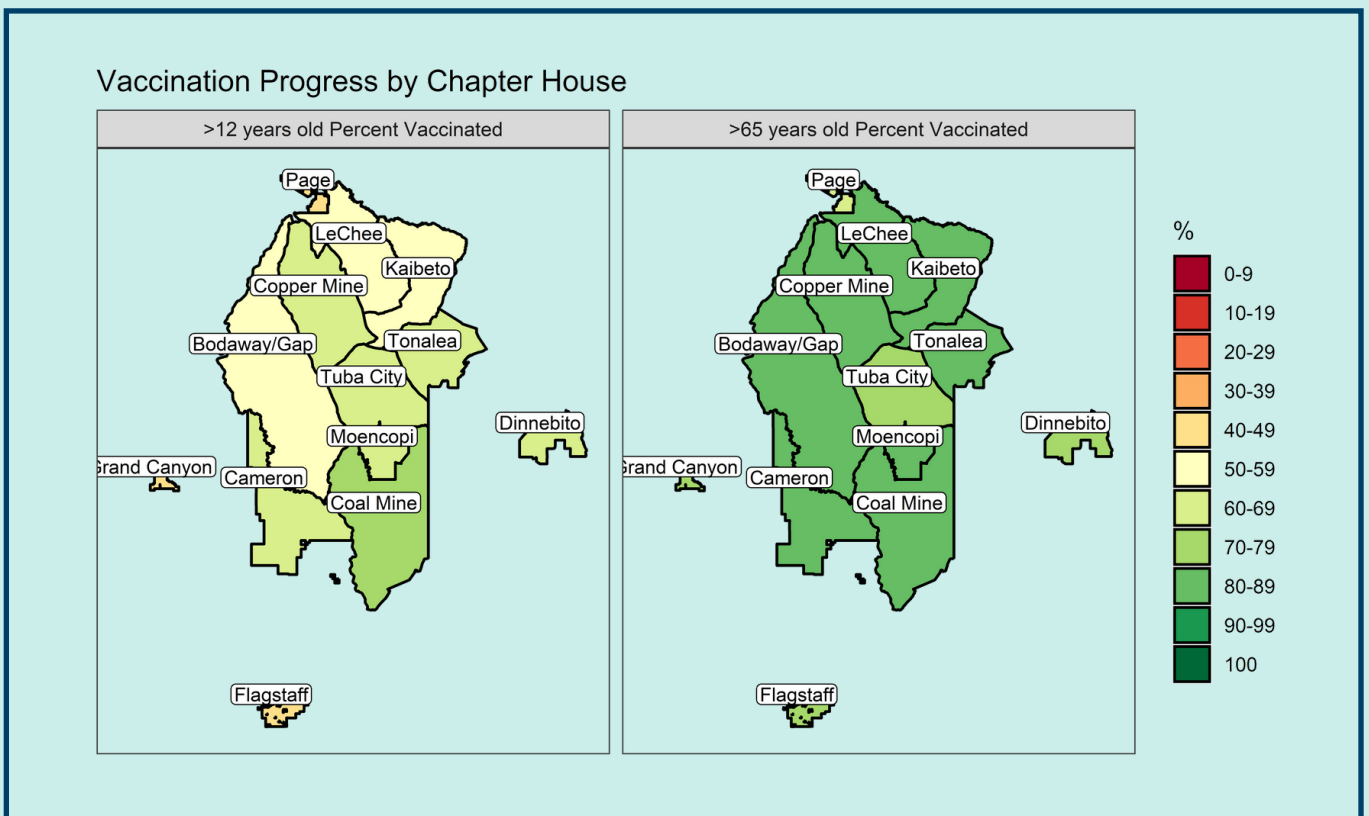 Vaccination Progress by Chapter House
>12 years old Percent Vaccinated
Page
LeChee
Kaibeto
Copper Mine
Bodaway/Gap
Tonalea
Tuba City
Dinnebito
Moencopi
Grand Canyon
Cameron
Coal Mine
Flagstaff
>65 years old Percent Vaccinated
Page
LeChee
Kaibeto
Copper Mine
Bodaway/Gap
Tonalea
Tuba City
Dinnebito
Moencopi
Grand Canyon
Cameron
Coal Mine
Flagstaff
%
0-9
10-19
20-29
30-39
40-49
50-59
60-69
70-79
80-89
90-99
100